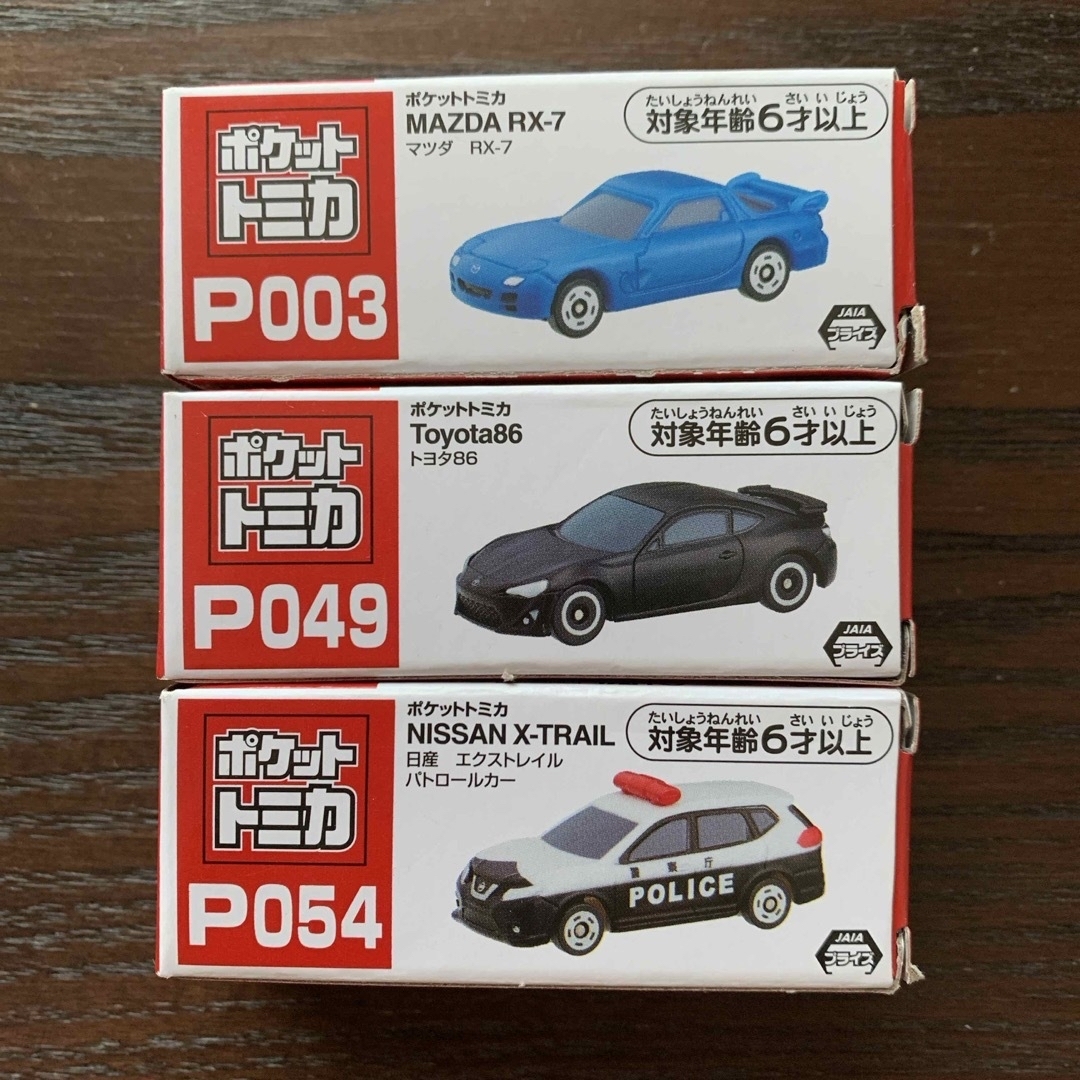 ポケット
トミカ
P003
ポケットトミカ
MAZDA RX-7
マツダ RX-7
たいしょうねんれい さいいじょう
対象年齢6才以上
JAIA
プライズ
ポケット
トミカ
P049
ポケットトミカ
Toyota86
トヨタ86
たいしょうねんれい さいいじょう
対象年齢6才以上
JAIA
プライズ
ポケット
トミカ
P054
ポケットトミカ
NISSAN X-TRAIL
日産 エクストレイル
パトロールカー
たいしょうねんれい さいいじょう
対象年齢6才以上
警視庁
POLICE
JAIA
プライズ